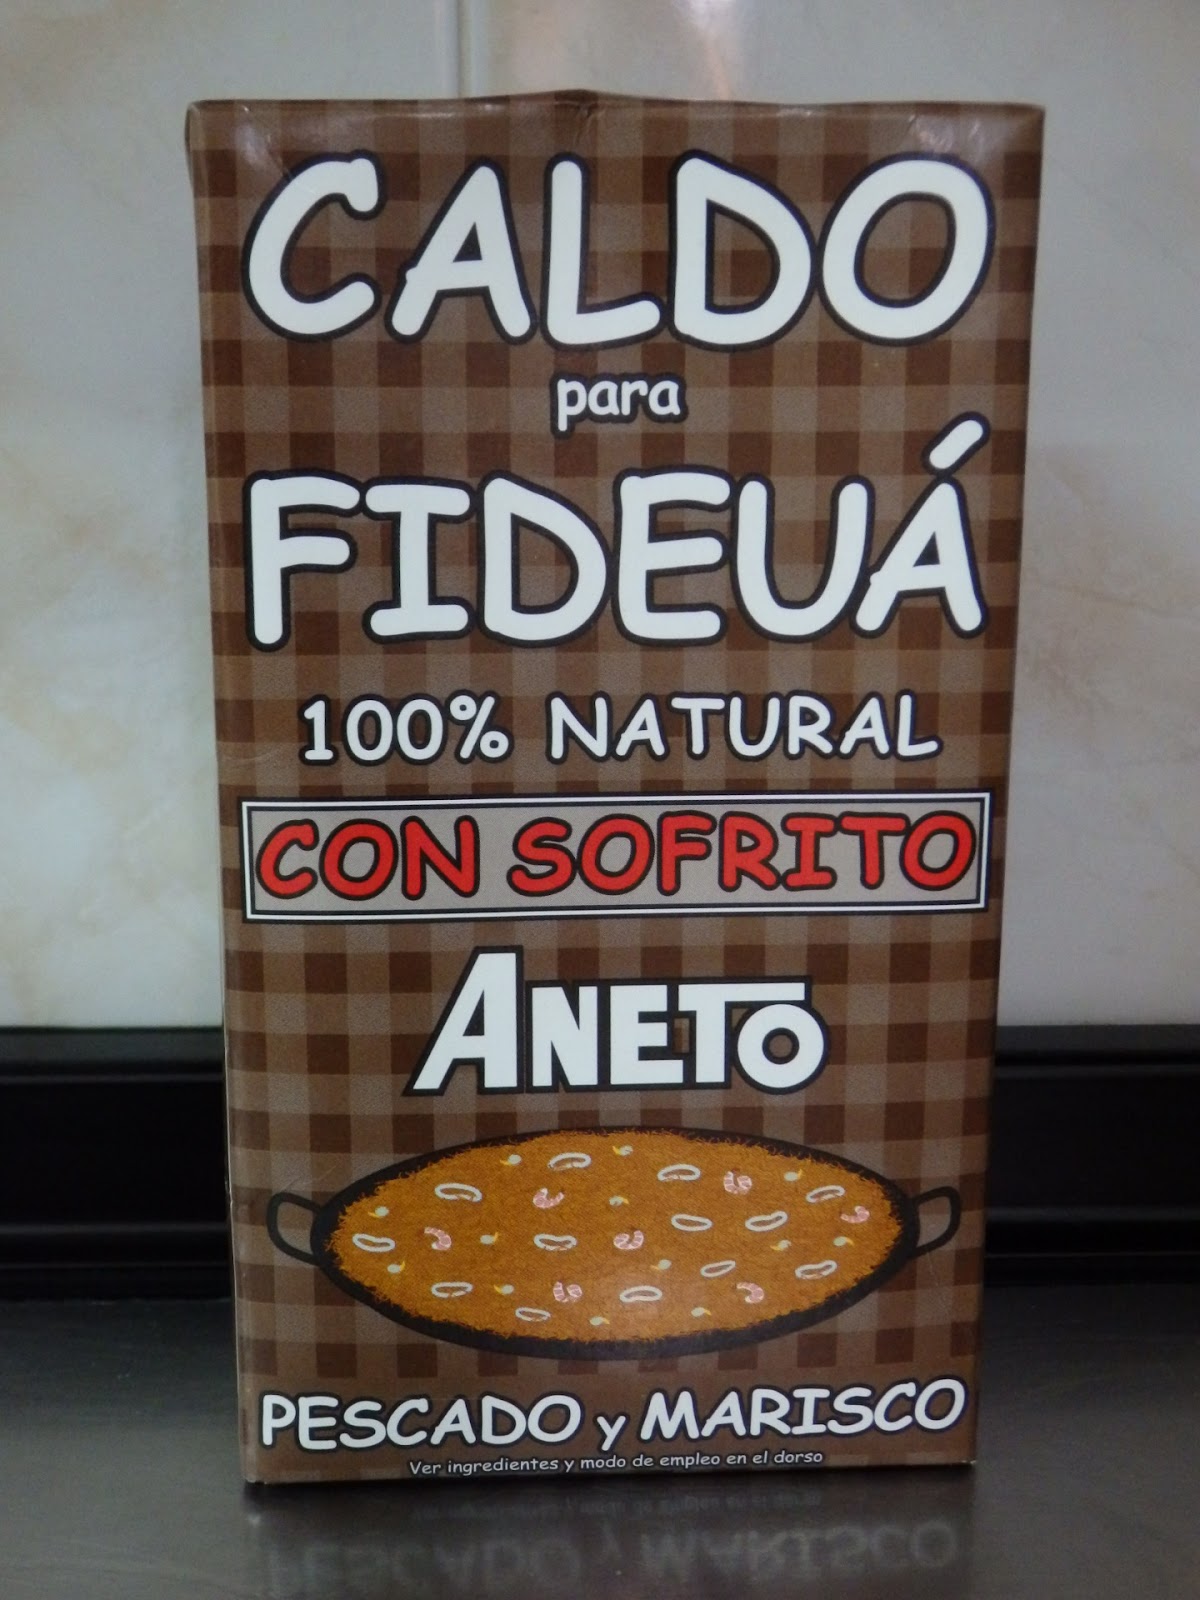 CALDO
para
FIDEUÁ
100% NATURAL
CON SOFRITO
ANETO
PESCADO y MARISCO
Ver ingredientes y modo de empleo en el dorso